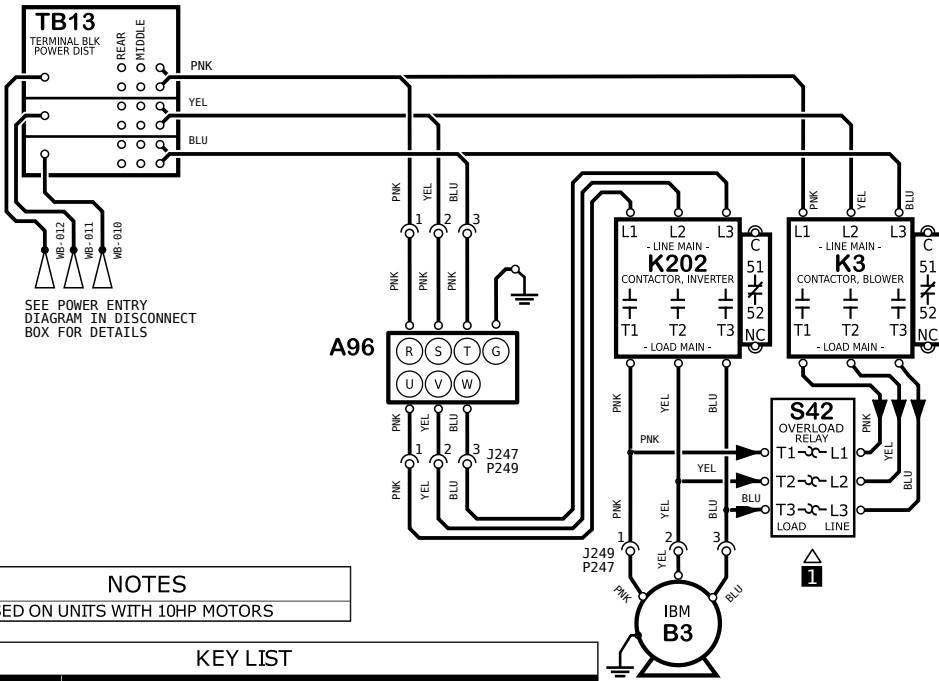 TB13
TERMINAL BLK
POWER DIST
REAR
MIDDLE
PNK
YEL
BLU
WB-012
WB-011
WB-010
SEE POWER ENTRY
DIAGRAM IN DISCONNECT
BOX FOR DETAILS
PNK
YEL
BLU
1
2
3
PNK
PNK
PNK
A96
R
S
T
G
U
V
W
PNK
YEL
BLU
1
2
3
J247
P249
PNK
YEL
BLU
L1
L2
L3
- LINE MAIN -
K202
CONTACTOR, INVERTER
T1
T2
T3
- LOAD MAIN -
C
51
52
NC
PNK
YEL
BLU
L1
L2
L3
- LINE MAIN -
K3
CONTACTOR, BLOWER
T1
T2
T3
- LOAD MAIN -
C
51
52
NC
PNK
YEL
BLU
PNK
YEL
BLU
S42
OVERLOAD
RELAY
T1
L1
T2
L2
T3
L3
LOAD
LINE
PNK
YEL
BLU
1
PNK
YEL
BLU
1
2
3
J249
P247
PNK
YEL
BLU
IBM
B3
NOTES
SED ON UNITS WITH 10HP MOTORS
KEY LIST